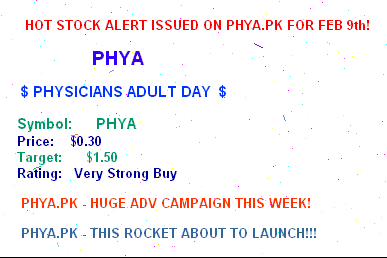 HOT STOCK ALERT ISSUED ON PHYA.PK FOR FEB 9th!
PHYA
$ PHYSICIANS ADULT DAY $
Symbol: PHYA
Price: $0.30
Target: $1.50
Rating: Very Strong Buy
PHYA.PK - HUGE ADV CAMPAIGN THIS WEEK!
PHYA.PK - THIS ROCKET ABOUT TO LAUNCH!!!